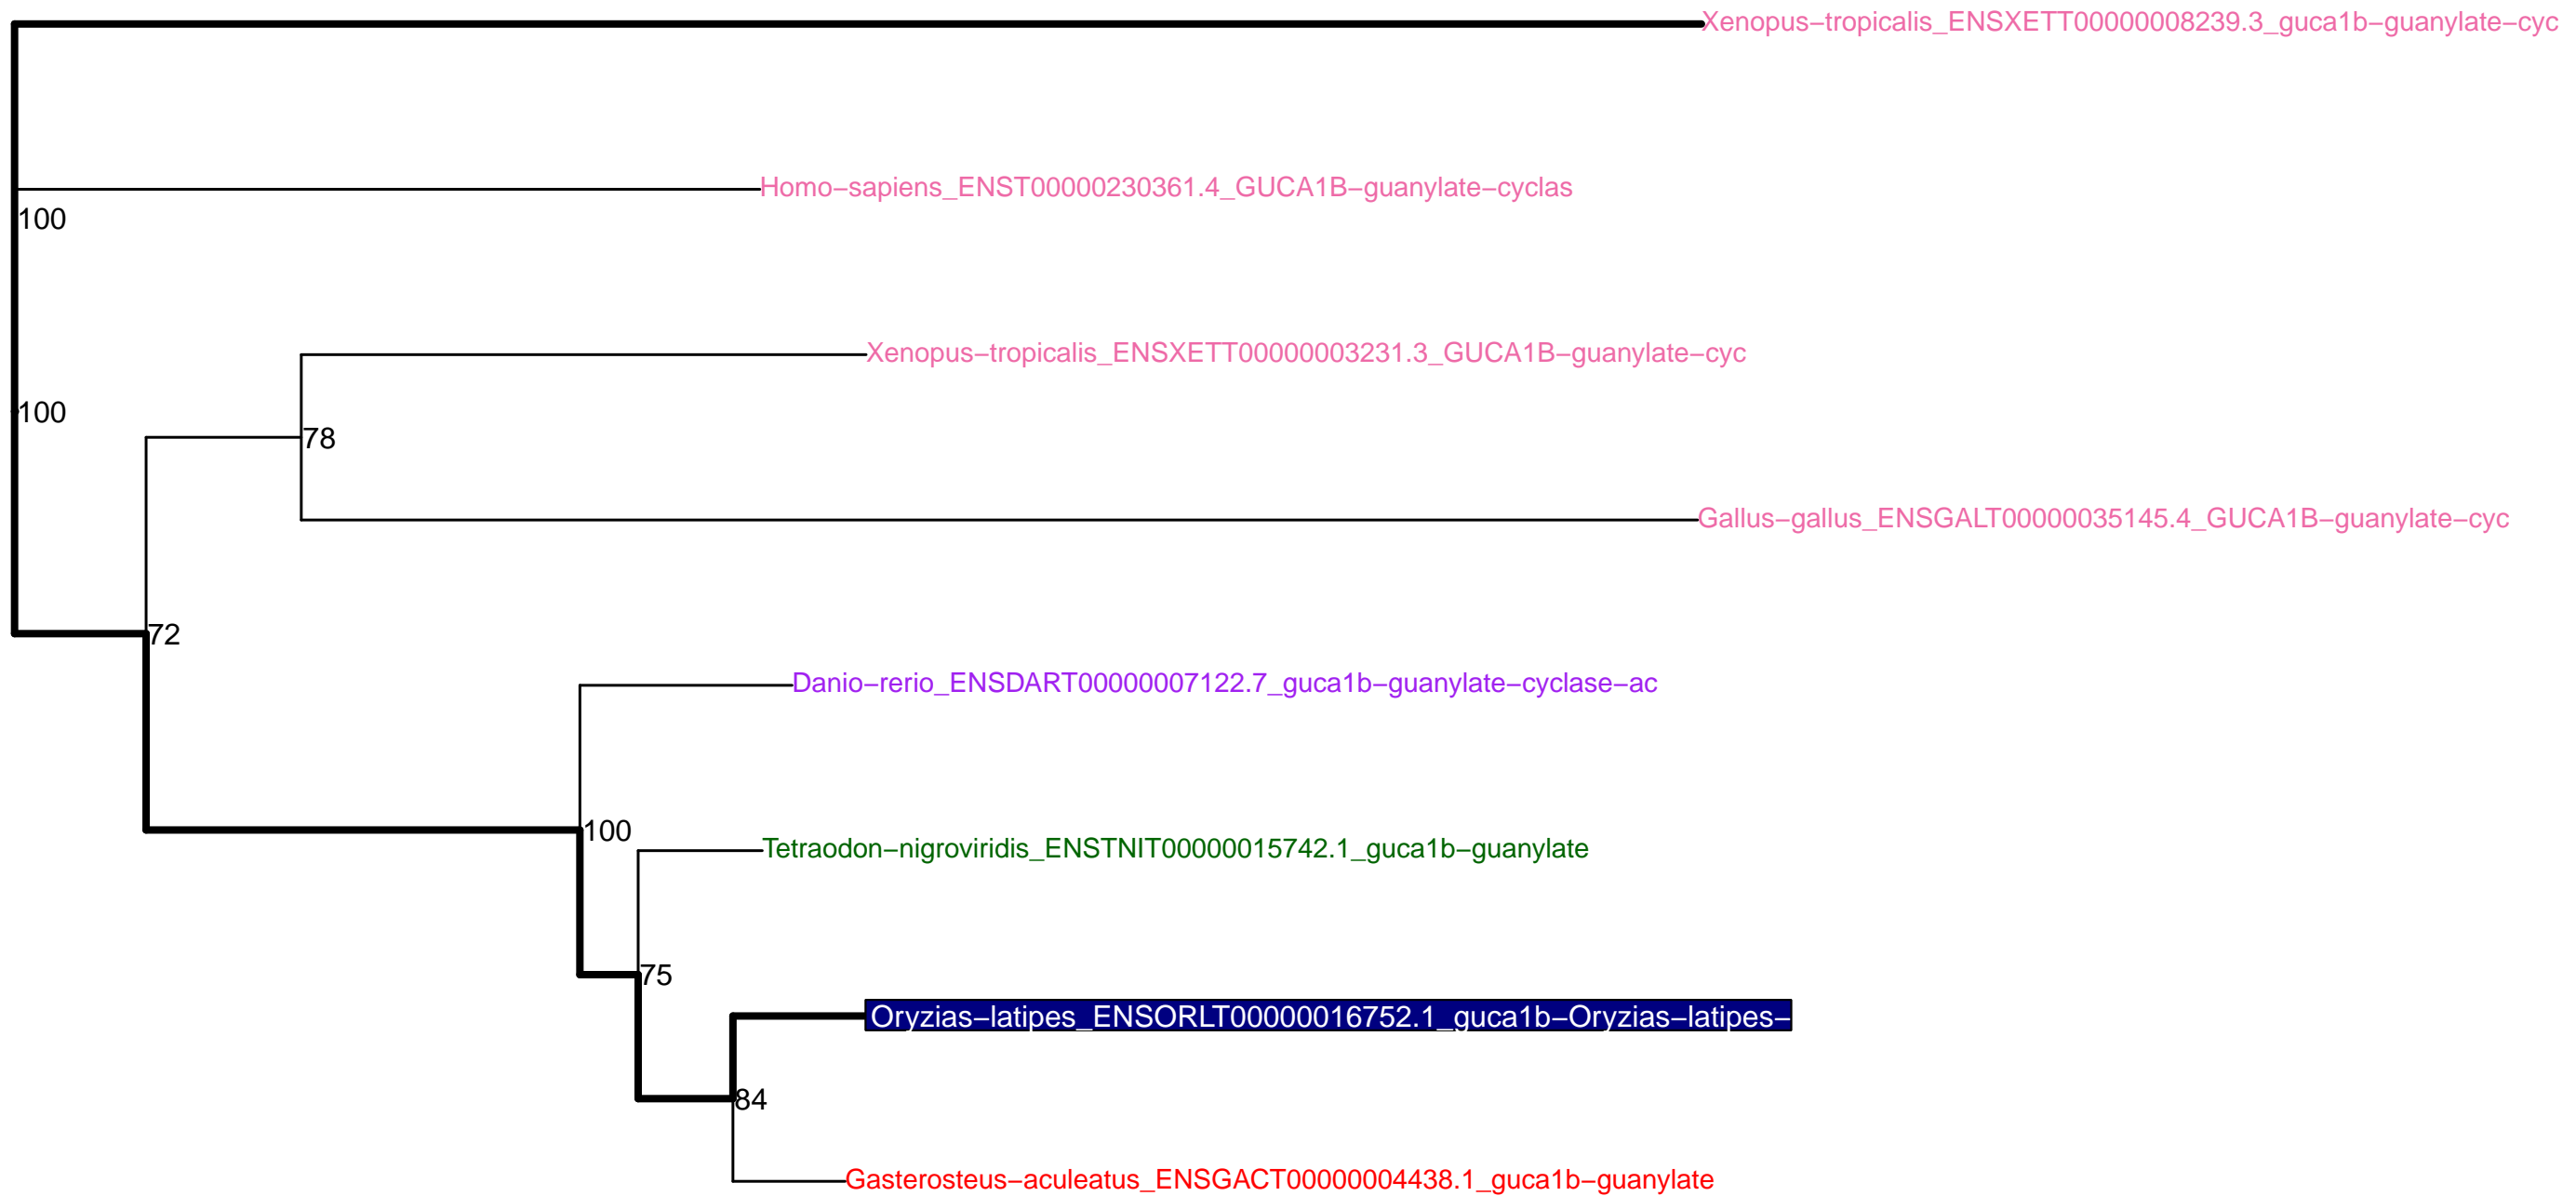 Xenopus−tropicalis_ENSXETT00000008239.3_guca1b−guanylate−cyc
Homo−sapiens_ENST00000230361.4_GUCA1B−guanylate−cyclas
100
Xenopus−tropicalis_ENSXETT00000003231.3_GUCA1B−guanylate−cyc
100
78
Gallus−gallus_ENSGALT00000035145.4_GUCA1B−guanylate−cyc
72
Danio−rerio_ENSDART00000007122.7_guca1b−guanylate−cyclase−ac
100
Tetraodon−nigroviridis_ENSTNIT00000015742.1_guca1b−guanylate
75
Oryzias−latipes_ENSORLT00000016752.1_guca1b−Oryzias−latipes−
84
Gasterosteus−aculeatus_ENSGACT00000004438.1_guca1b−guanylate